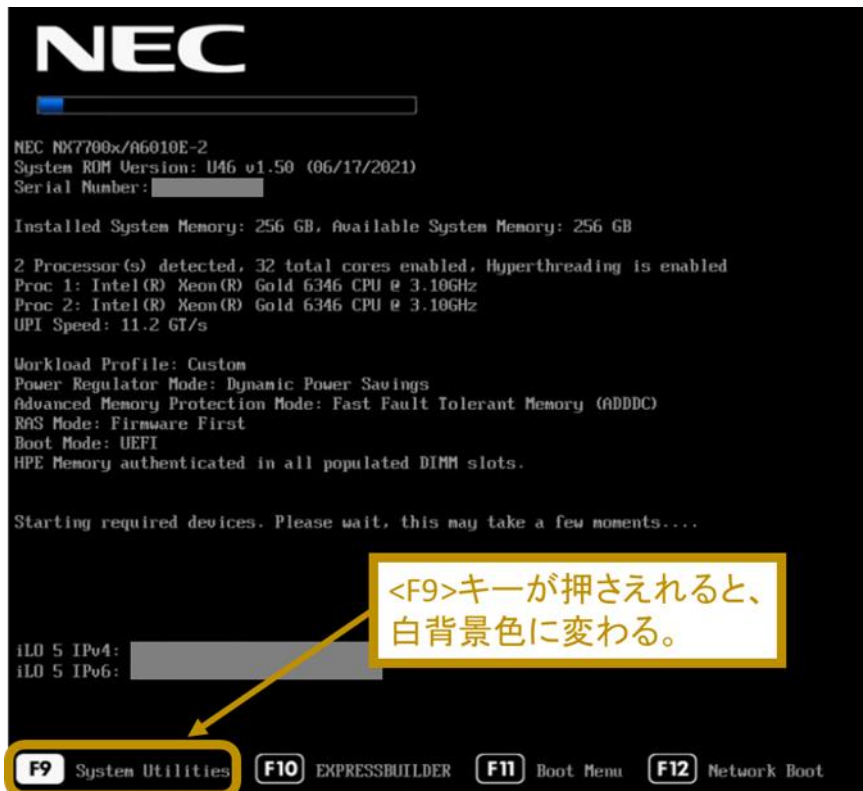 NEC
NEC NX7700x/A6010E-2
System ROM Version: U46 v1.50 (06/17/2021)
Serial Number:
Installed System Memory: 256 GB, Available System Memory: 256 GB
2 Processor(s) detected, 32 total cores enabled, Hyperthreading is enabled
Proc 1: Intel(R) Xeon(R) Gold 6346 CPU @ 3.10GHz
Proc 2: Intel(R) Xeon(R) Gold 6346 CPU @ 3.10GHz
UPI Speed: 11.2 GT/s
Workload Profile: Custom
Power Regulator Mode: Dynamic Power Savings
Advanced Memory Protection Mode: Fast Fault Tolerant Memory (ADDDC)
RAS Mode: Firmware First
Boot Mode: UEFI
HPE Memory authenticated in all populated DIMM slots.
Starting required devices. Please wait, this may take a few moments....
<F9>キーが押さえれると、
白背景色に変わる。
iLO 5 IPv4:
iLO 5 IPv6:
F9 System Utilities F10 EXPRESSBUILDER F11 Boot Menu F12 Network Boot